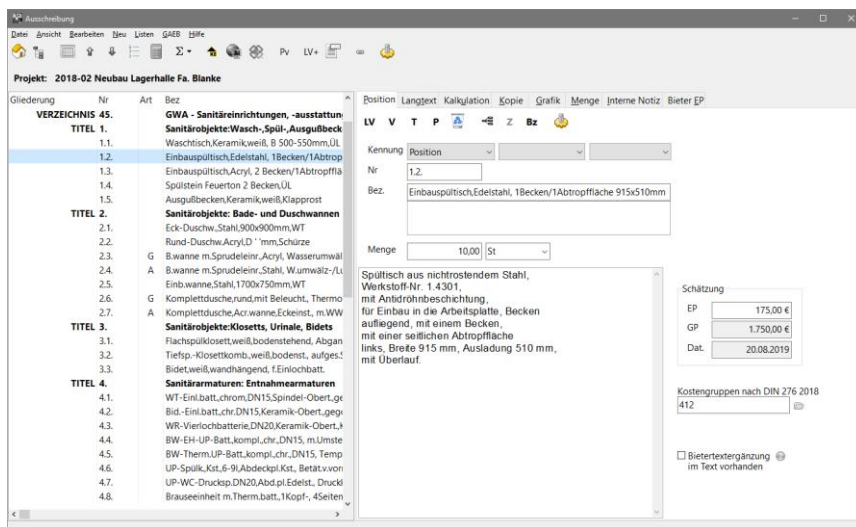 Ausschreibung
Datei Ansicht Bearbeiten Neu Listen GAEB Hilfe
Σ Pv LV+
Projekt: 2018-02 Neubau Lagerhalle Fa. Blanke
Gliederung Nr Art Bez
VERZEICHNIS 45. GWA - Sanitäreinrichtungen, -ausstattun
TITEL 1. Sanitärobjekte:Wasch-,Spül-,Ausgußbeck
1.1. Waschtisch,Keramik,weiß, B 500-550mm,ÜL
1.2. Einbauspültisch,Edelstahl, 1Becken/1Abtrop
1.3. Einbauspültisch,Acryl, 2 Becken/1Abtropfflä
1.4. Spülstein Feuerton 2 Becken,ÜL
1.5. Ausgußbecken,Keramik,weiß,Klapprost
TITEL 2. Sanitärobjekte: Bade- und Duschwannen
2.1. Eck-Duschw.,Stahl,900x900mm,WT
2.2. Rund-Duschw.Acryl,D ' 'mm,Schürze
2.3. G B.wanne m.Sprudeleinr.,Acryl, Wasserumwäl
2.4. A B.wanne m.Sprudeleinr.,Stahl, W.umwälz-/Lu
2.5. Einb.wanne,Stahl,1700x750mm,WT
2.6. G Komplettdusche,rund,mit Beleucht., Thermo
2.7. A Komplettdusche,Acr.wanne,Eckeinst., m.WW
TITEL 3. Sanitärobjekte:Klosetts, Urinale, Bidets
3.1. Flachspülklosett,weiß,bodenstehend, Abgan
3.2. Tiefsp.-Klosettkomb.,weiß,bodenst., aufges.S
3.3. Bidet,weiß,wandhängend, f.Einlochbatt.
TITEL 4. Sanitärarmaturen: Entnahmearmaturen
4.1. WT-Einl.batt.,chrom,DN15,Spindel-Obert.,ge
4.2. Bid.-Einl.batt.,chr.DN15,Keramik-Obert.,gege
4.3. WR-Vierlochbatterie,DN20,Keramik-Obert.,K
4.4. BW-EH-UP-Batt.,kompl.,chr.,DN15, m.Umste
4.5. BW-Therm.UP-Batt.,kompl.,chr.,DN15, Temp
4.6. UP-Spülk.,Kst.,6-9l,Abdeckpl.Kst., Betät.v.vor
4.7. UP-WC-Drucksp.DN20,Abd.pl.Edelst., Druckl
4.8. Brauseeinheit m.Therm.batt.,1Kopf-, 4Seiten
Position Langtext Kalkulation Kopie Grafik Menge Interne Notiz Bieter EP
LV V T P Z Bz
Kennung Position
Nr 1.2.
Bez. Einbauspültisch,Edelstahl, 1Becken/1Abtropffläche 915x510mm
Menge 10,00 St
Spültisch aus nichtrostendem Stahl,
Werkstoff-Nr. 1.4301,
mit Antidröhnbeschichtung,
für Einbau in die Arbeitsplatte, Becken
aufliegend, mit einem Becken,
mit einer seitlichen Abtropffläche
links, Breite 915 mm, Ausladung 510 mm,
mit Überlauf.
Schätzung
EP 175,00 €
GP 1.750,00 €
Dat. 20.08.2019
Kostengruppen nach DIN 276 2018
412
Bietertextergänzung
im Text vorhanden